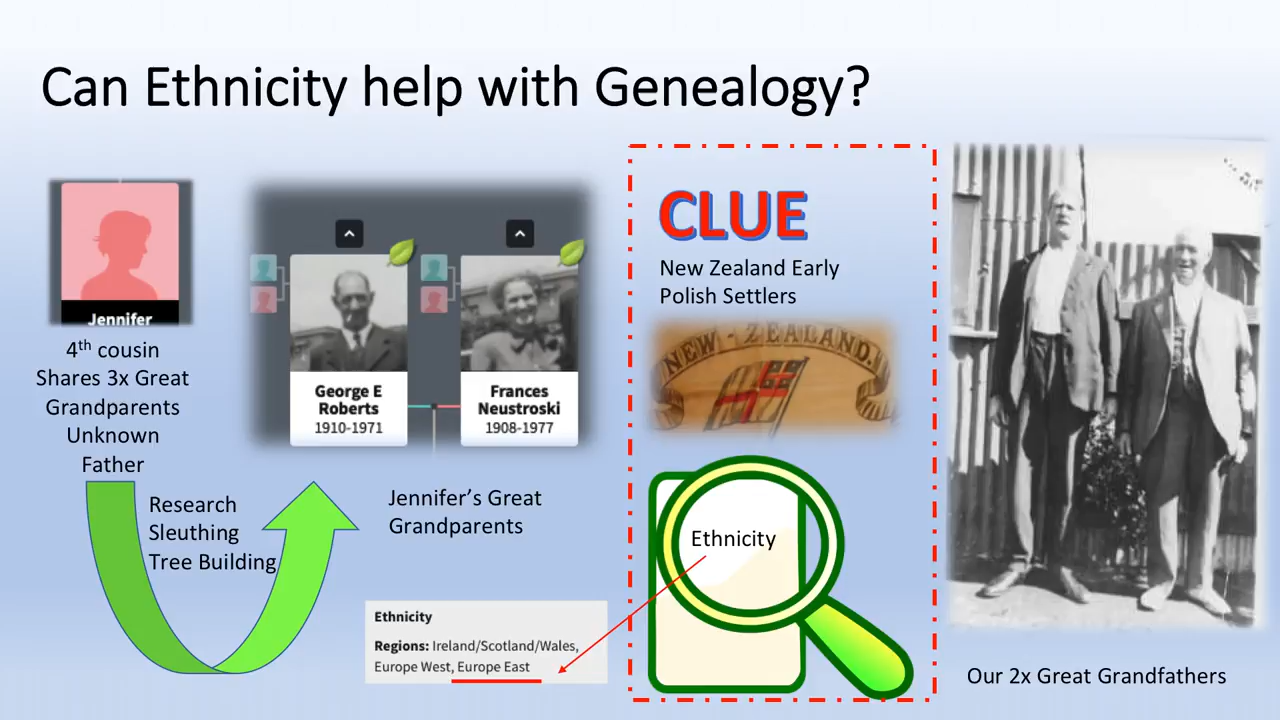 Can Ethnicity help with Genealogy?
Jennifer
4th cousin
Shares 3x Great
Grandparents
Unknown
Father
Research
Sleuthing
Tree Building
George E
Roberts
1910-1971
Frances
Neustroski
1908-1977
Jennifer's Great
Grandparents
Ethnicity
Regions: Ireland/Scotland/Wales,
Europe West, Europe East
CLUE
New Zealand Early
Polish Settlers
NEW - ZEALAND.
Ethnicity
Our 2x Great Grandfathers